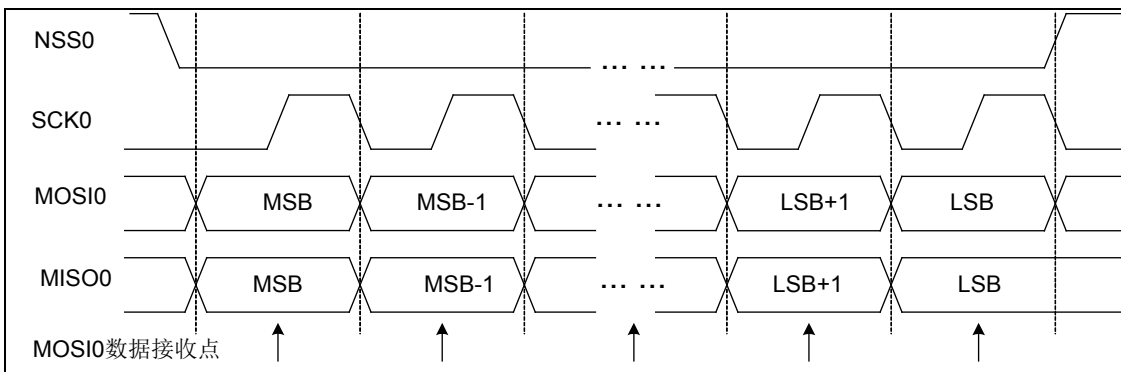 NSS0
... ...
SCK0
... ...
MOSI0 MSB MSB-1 ... ... LSB+1 LSB
MISO0 MSB MSB-1 ... ... LSB+1 LSB
MOSI0数据接收点